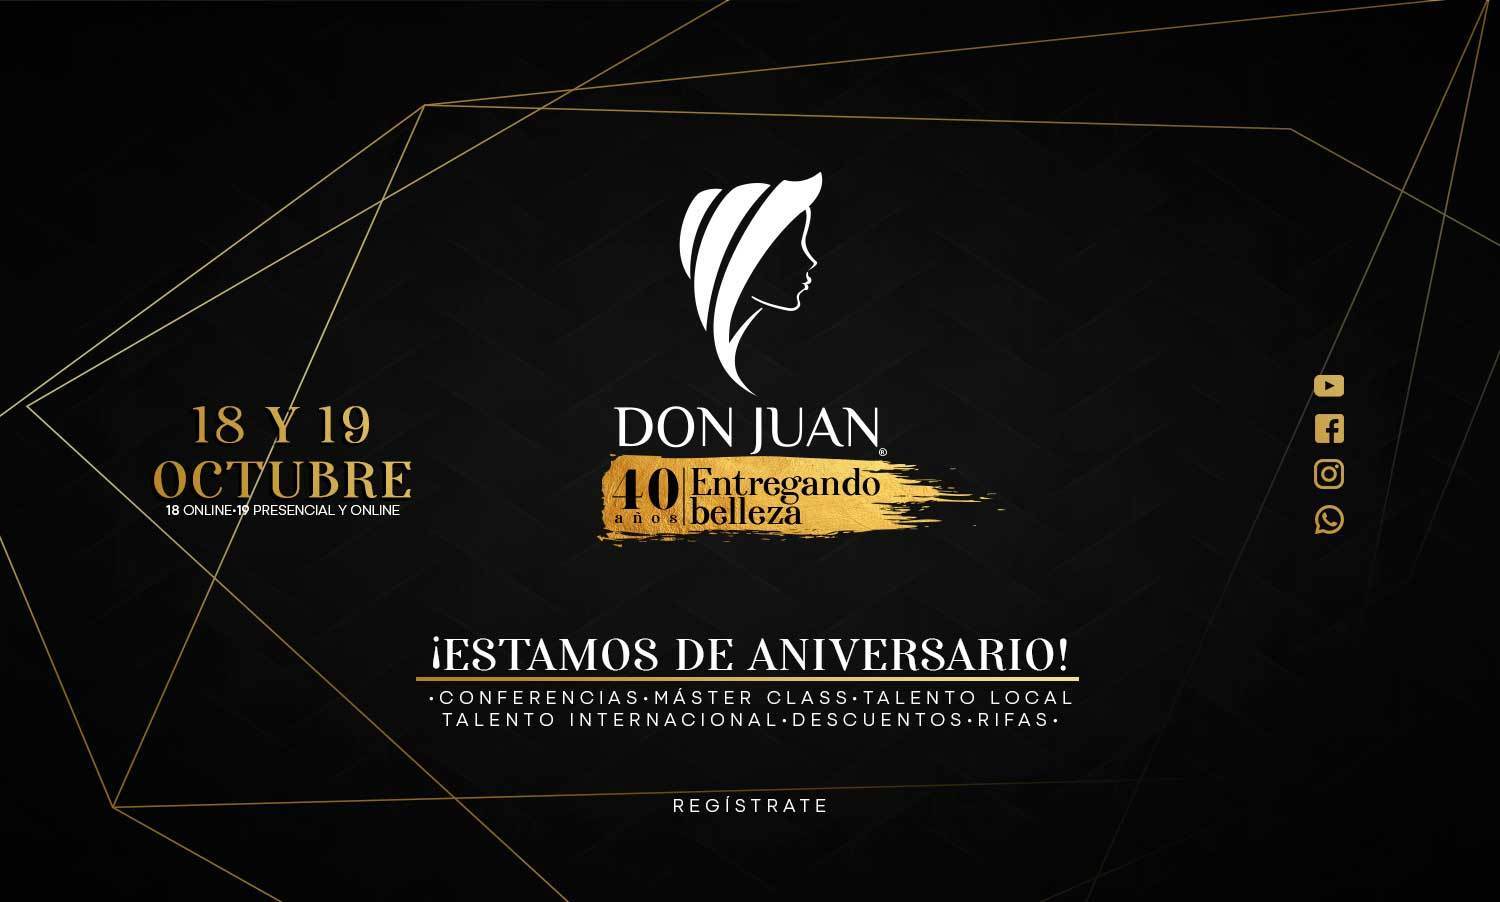 18 Y 19
OCTUBRE
18 ONLINE•19 PRESENCIAL Y ONLINE
DON JUAN®
40 años
Entregando
belleza
¡ESTAMOS DE ANIVERSARIO!
•CONFERENCIAS•MÁSTER CLASS•TALENTO LOCAL
TALENTO INTERNACIONAL•DESCUENTOS•RIFAS•
REGÍSTRATE